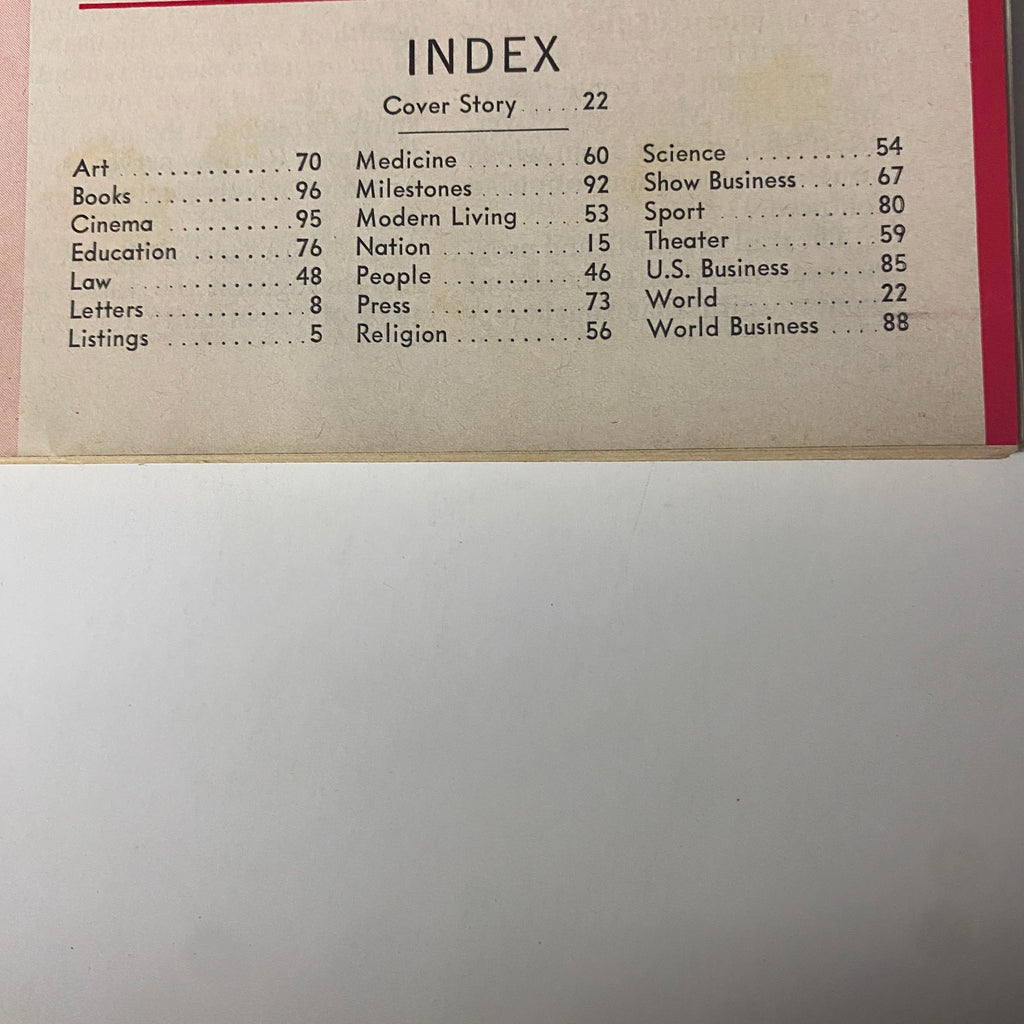 INDEX
Cover Story.....22
Art..............70
Books............96
Cinema...........95
Education........76
Law..............48
Letters...........8
Listings..........5
Medicine.........60
Milestones.......92
Modern Living....53
Nation...........15
People...........46
Press............73
Religion.........56
Science..........54
Show Business....67
Sport............80
Theater..........59
U.S. Business....85
World............22
World Business...88